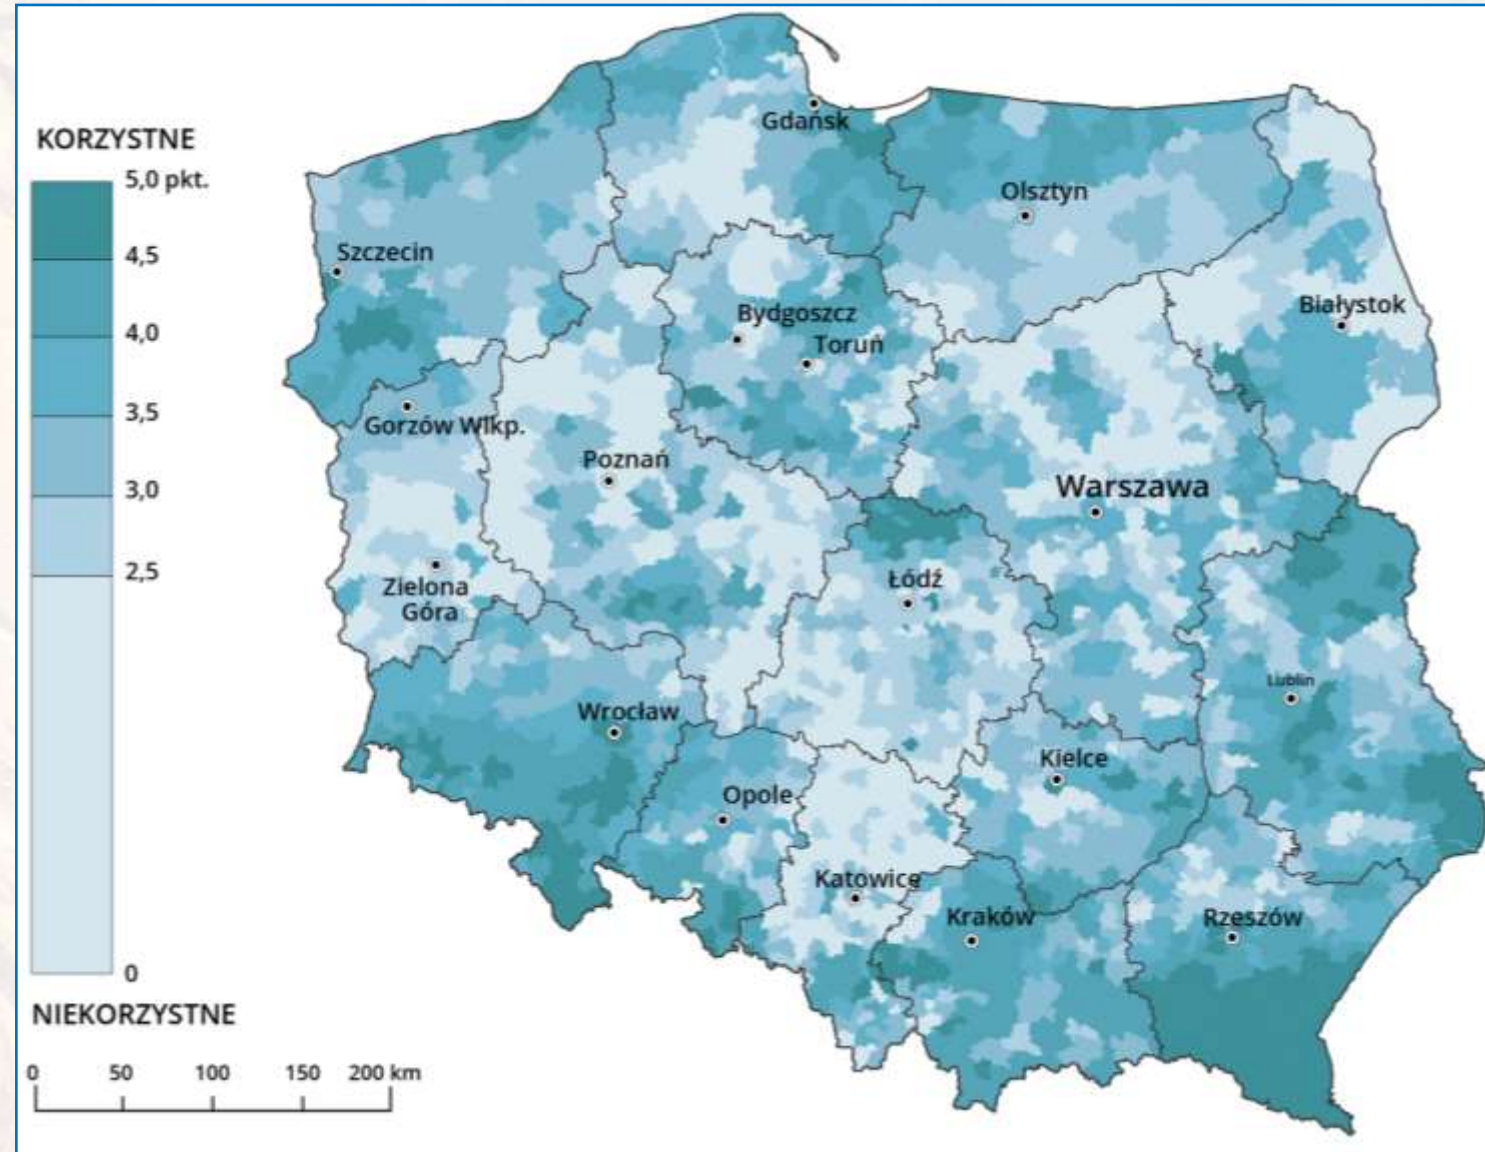 KORZYSTNE
5,0 pkt.
4,5
4,0
3,5
3,0
2,5
0
NIEKORZYSTNE
0 50 100 150 200 km
Gdańsk
Olsztyn
Szczecin
Białystok
Bydgoszcz
Toruń
Gorzów Wlkp.
Poznań
Warszawa
Zielona
Góra
Łódź
Lublin
Wrocław
Kielce
Opole
Katowice
Kraków
Rzeszów